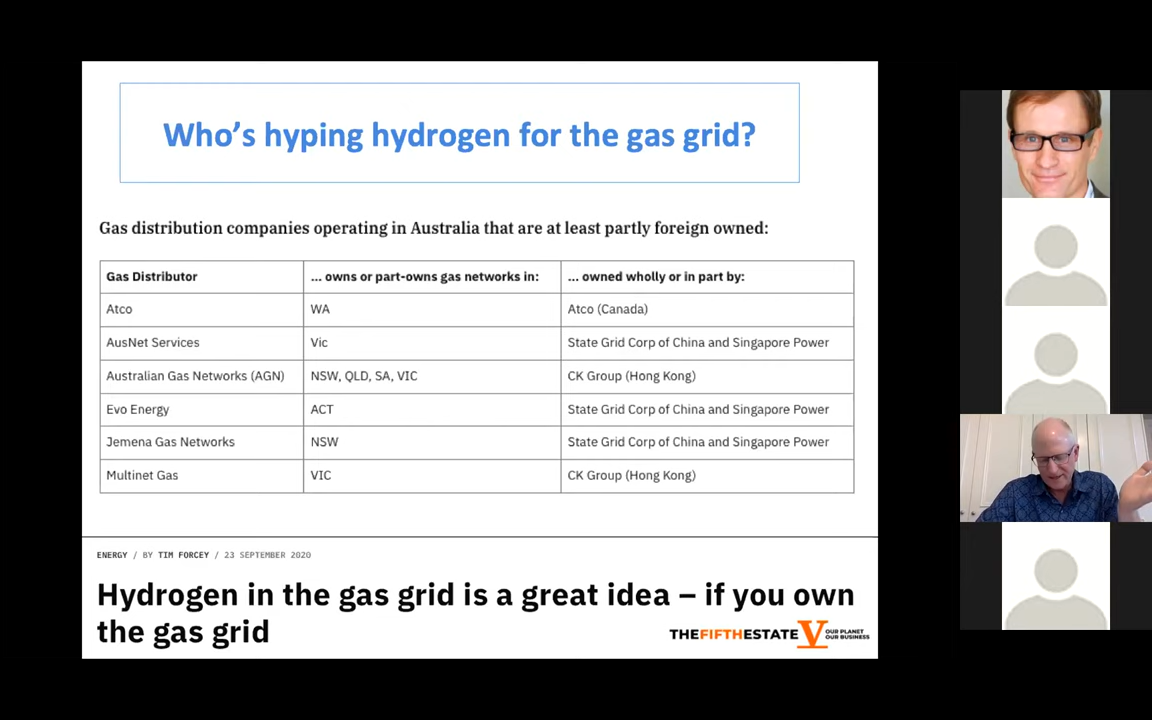 Who's hyping hydrogen for the gas grid?
Gas distribution companies operating in Australia that are at least partly foreign owned:
Gas Distributor ... owns or part-owns gas networks in: ... owned wholly or in part by:
Atco WA Atco (Canada)
AusNet Services Vic State Grid Corp of China and Singapore Power
Australian Gas Networks (AGN) NSW, QLD, SA, VIC CK Group (Hong Kong)
Evo Energy ACT State Grid Corp of China and Singapore Power
Jemena Gas Networks NSW State Grid Corp of China and Singapore Power
Multinet Gas VIC CK Group (Hong Kong)
ENERGY / BY TIM FORCEY / 23 SEPTEMBER 2020
Hydrogen in the gas grid is a great idea – if you own
the gas grid
THEFIFTHESTATE V OUR PLANET
OUR BUSINESS